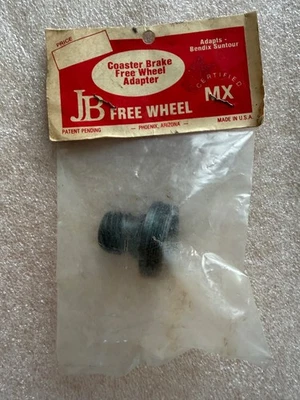 PRICE
Coaster Brake
Free Wheel
Adapter
Adapts -
Bendix Suntour
CERTIFIED
MX
JB FREE WHEEL
PATENT PENDING
— PHOENIX, ARIZONA —
MADE IN U.S.A.